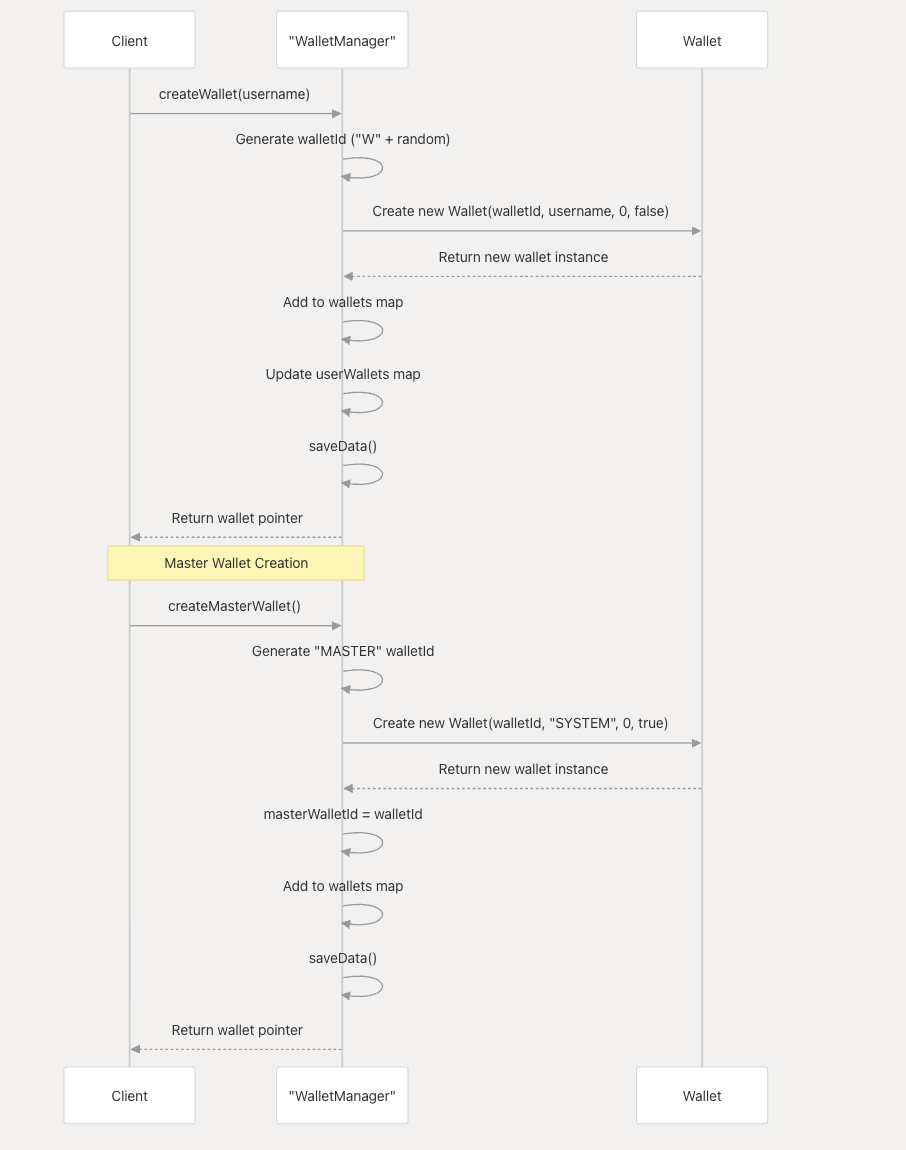 Client
"WalletManager"
Wallet
createWallet(username)
Generate walletId ("W" + random)
Create new Wallet(walletId, username, 0, false)
Return new wallet instance
Add to wallets map
Update userWallets map
saveData()
Return wallet pointer
Master Wallet Creation
createMasterWallet()
Generate "MASTER" walletId
Create new Wallet(walletId, "SYSTEM", 0, true)
Return new wallet instance
masterWalletId = walletId
Add to wallets map
saveData()
Return wallet pointer
Client
"WalletManager"
Wallet